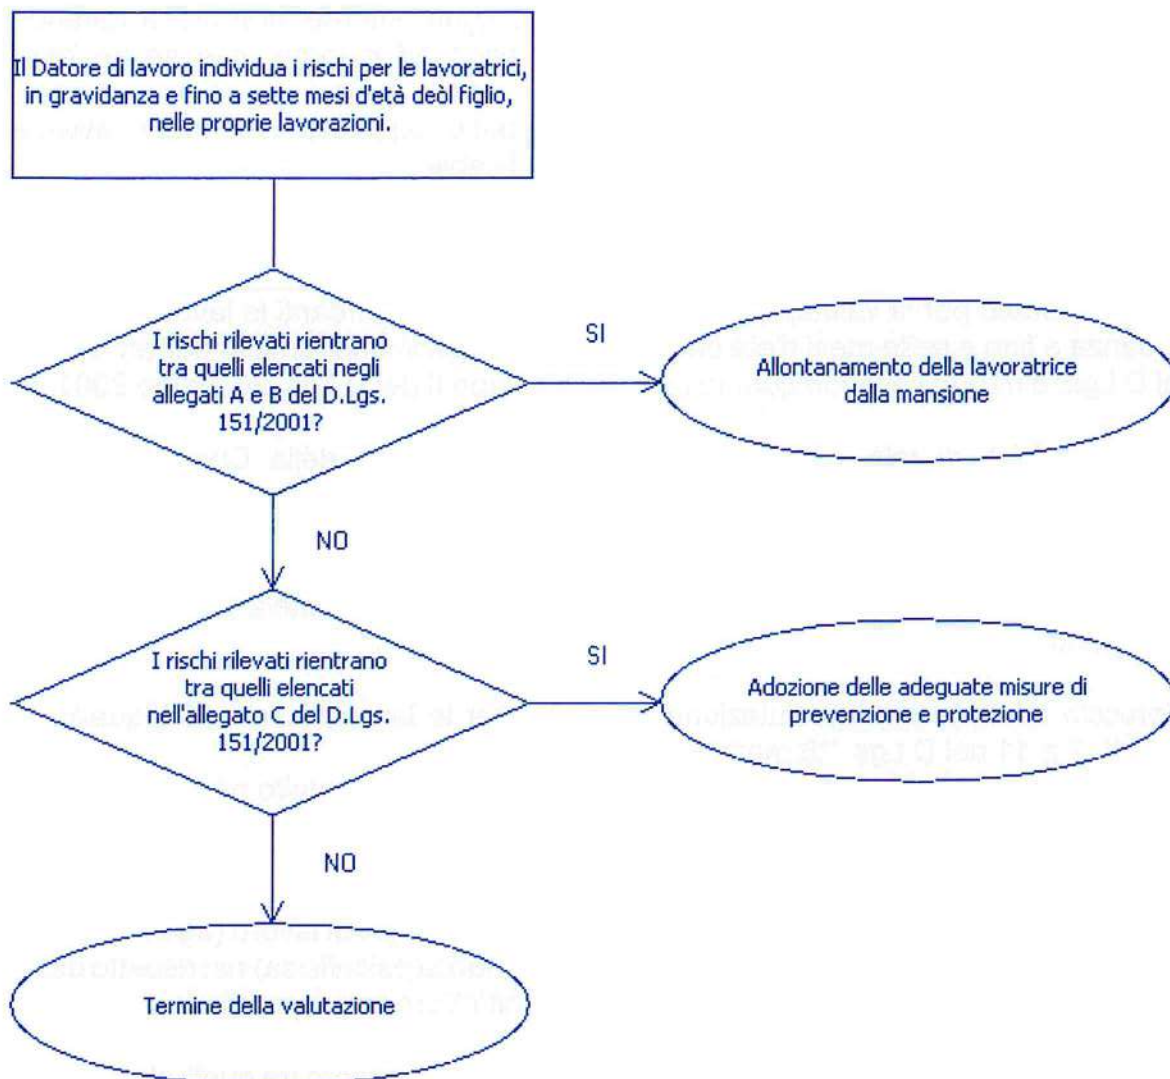 Il Datore di lavoro individua i rischi per le lavoratrici,
in gravidanza e fino a sette mesi d'età deòl figlio,
nelle proprie lavorazioni.
I rischi rilevati rientrano
tra quelli elencati negli
allegati A e B del D.Lgs.
151/2001?
SI
Allontanamento della lavoratrice
dalla mansione
NO
I rischi rilevati rientrano
tra quelli elencati
nell'allegato C del D.Lgs.
151/2001?
SI
Adozione delle adeguate misure di
prevenzione e protezione
NO
Termine della valutazione